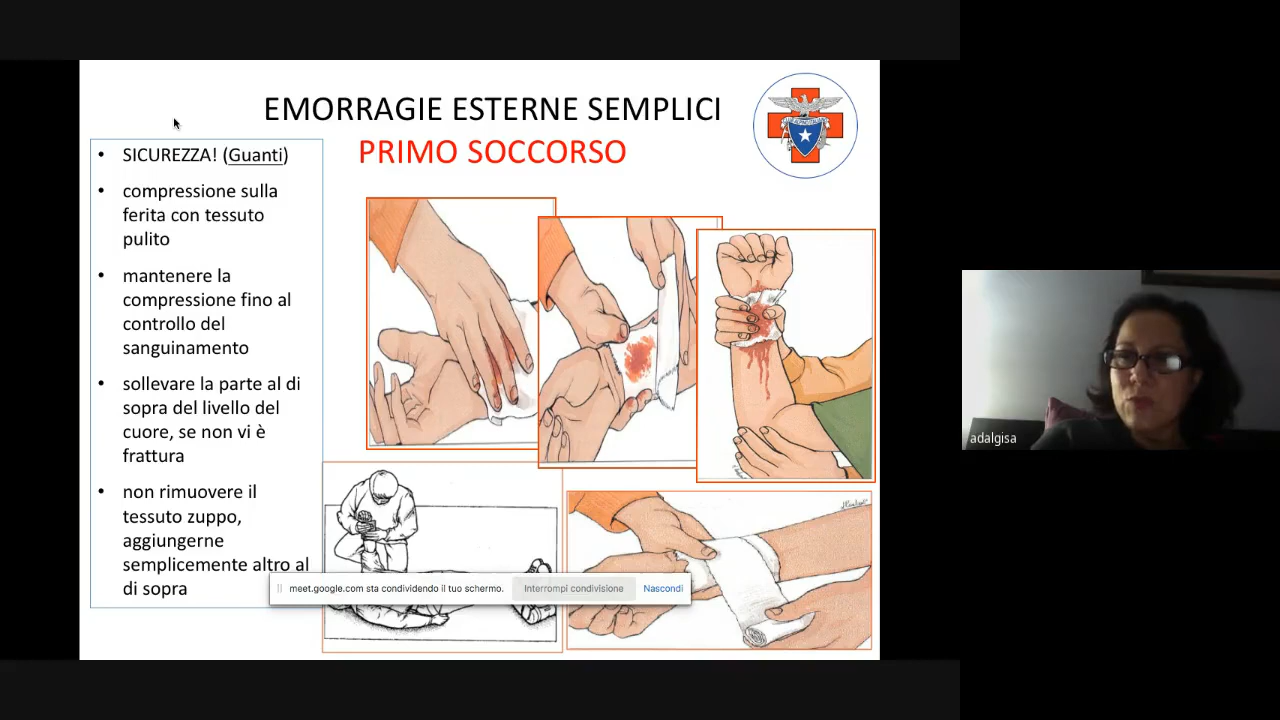 EMORRAGIE ESTERNE SEMPLICI
PRIMO SOCCORSO
• SICUREZZA! (Guanti)
• compressione sulla
ferita con tessuto
pulito
• mantenere la
compressione fino al
controllo del
sanguinamento
• sollevare la parte al di
sopra del livello del
cuore, se non vi è
frattura
• non rimuovere il
tessuto zuppo,
aggiungerne
semplicemente altro al
di sopra
meet.google.com sta condividendo il tuo schermo.
Interrompi condivisione
Nascondi
adalgisa